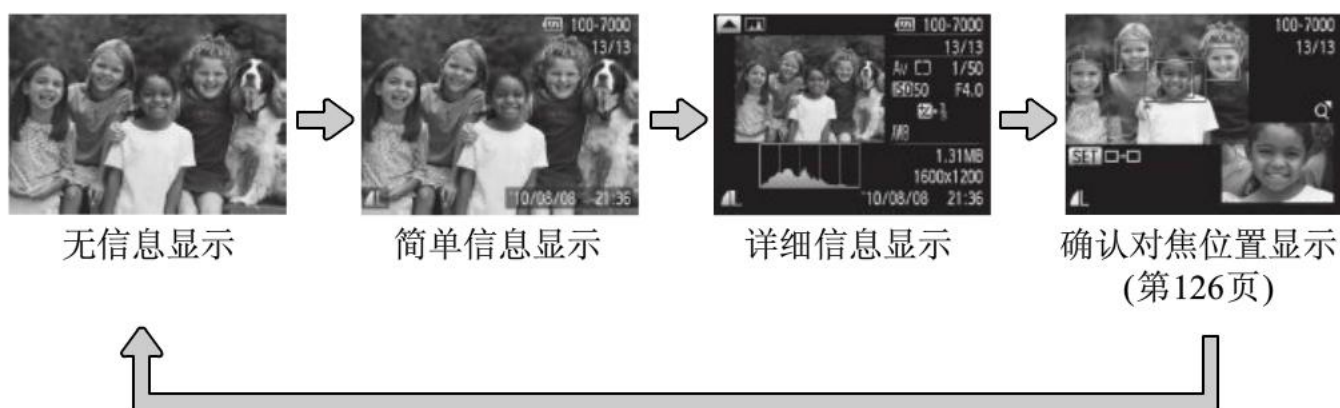 100-7000
13/13
10/08/08 21:36
100-7000
13/13
Av 1/50
ISO 50 F4.0
1.31MB
1600x1200
10/08/08 21:36
100-7000
13/13
SET
无信息显示
简单信息显示
详细信息显示
确认对焦位置显示
(第126页)